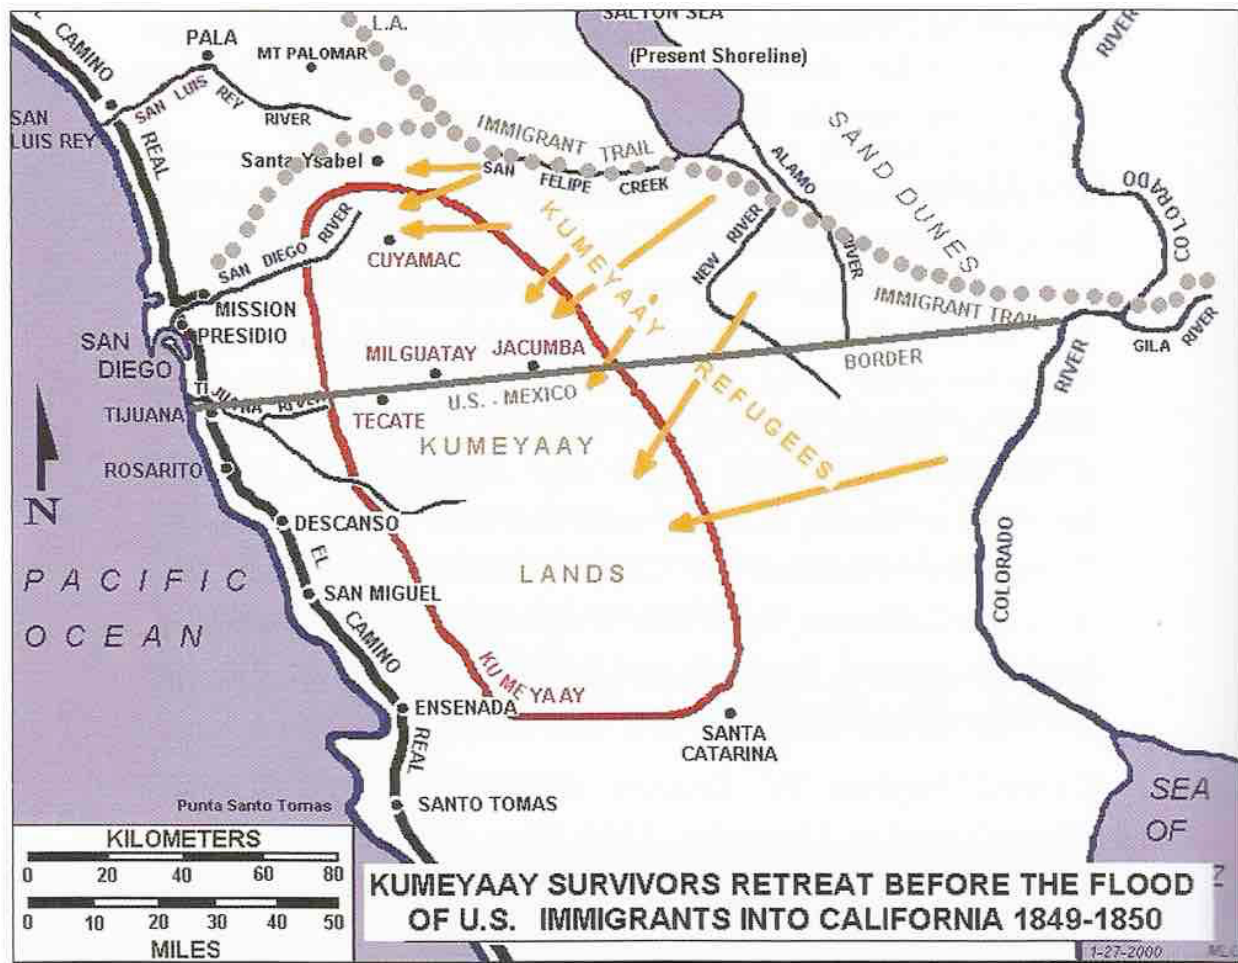 CAMINO
PALA
MT PALOMAR
L.A.
SALTON SEA
(Present Shoreline)
RIVER
SAN
LUIS REY
SAN LUIS REY
RIVER
REAL
Santa Ysabel
IMMIGRANT TRAIL
SAN
FELIPE
CREEK
ALAMO
RIVER
SAND DUNES
COLORADO
KUMEYAAY
REFUGEES
SAN DIEGO RIVER
CUYAMAC
NEW RIVER
MISSION
PRESIDIO
SAN
DIEGO
IMMIGRANT TRAIL
GILA RIVER
RIVER
MILGUATAY
JACUMBA
BORDER
U.S. - MEXICO
TIJUANA RIVER
TIJUANA
TECATE
KUMEYAAY
ROSARITO
N
DESCANSO
EL
LANDS
COLORADO
PACIFIC
OCEAN
SAN MIGUEL
CAMINO
KUMEYAAY
ENSENADA
REAL
SANTA
CATARINA
Punta Santo Tomas
SANTO TOMAS
SEA
OF
Z
KILOMETERS
0 20 40 60 80
0 10 20 30 40 50
MILES
KUMEYAAY SURVIVORS RETREAT BEFORE THE FLOOD
OF U.S. IMMIGRANTS INTO CALIFORNIA 1849-1850
1-27-2000